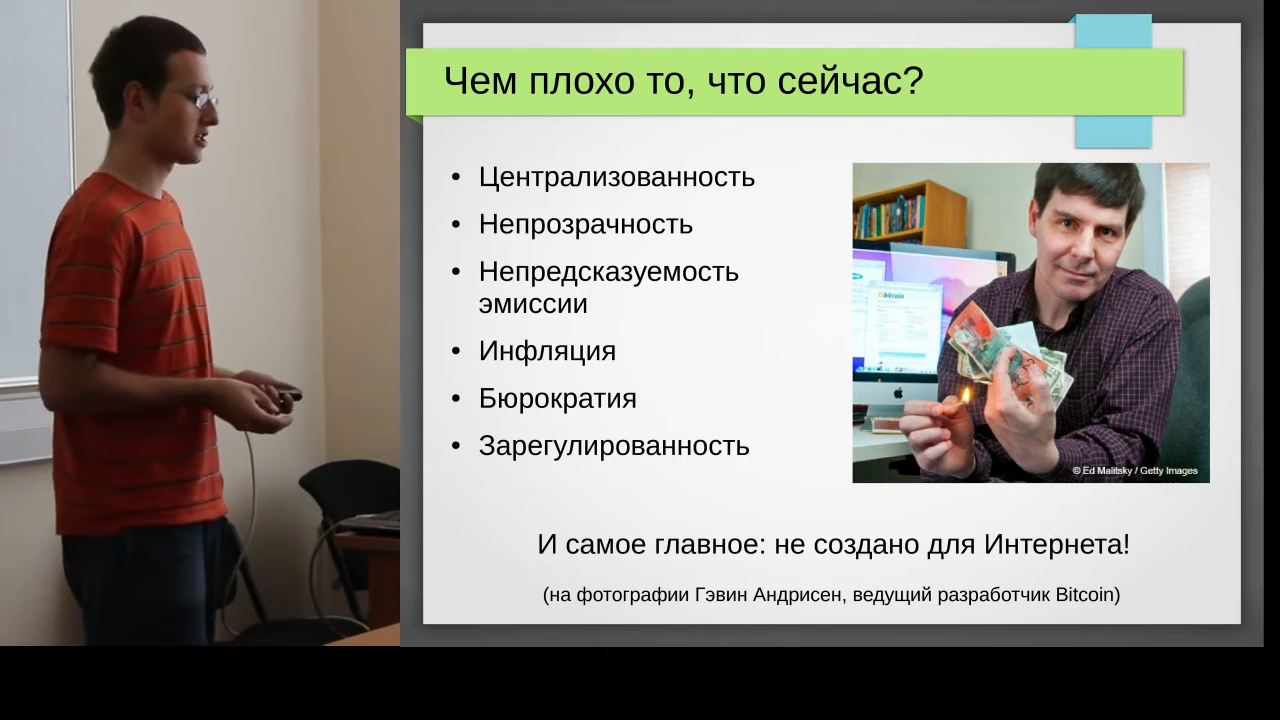 Чем плохо то, что сейчас?
• Централизованность
• Непрозрачность
• Непредсказуемость
эмиссии
• Инфляция
• Бюрократия
• Зарегулированность
bitcoin
© Ed Malitsky / Getty Images
И самое главное: не создано для Интернета!
(на фотографии Гэвин Андрисен, ведущий разработчик Bitcoin)